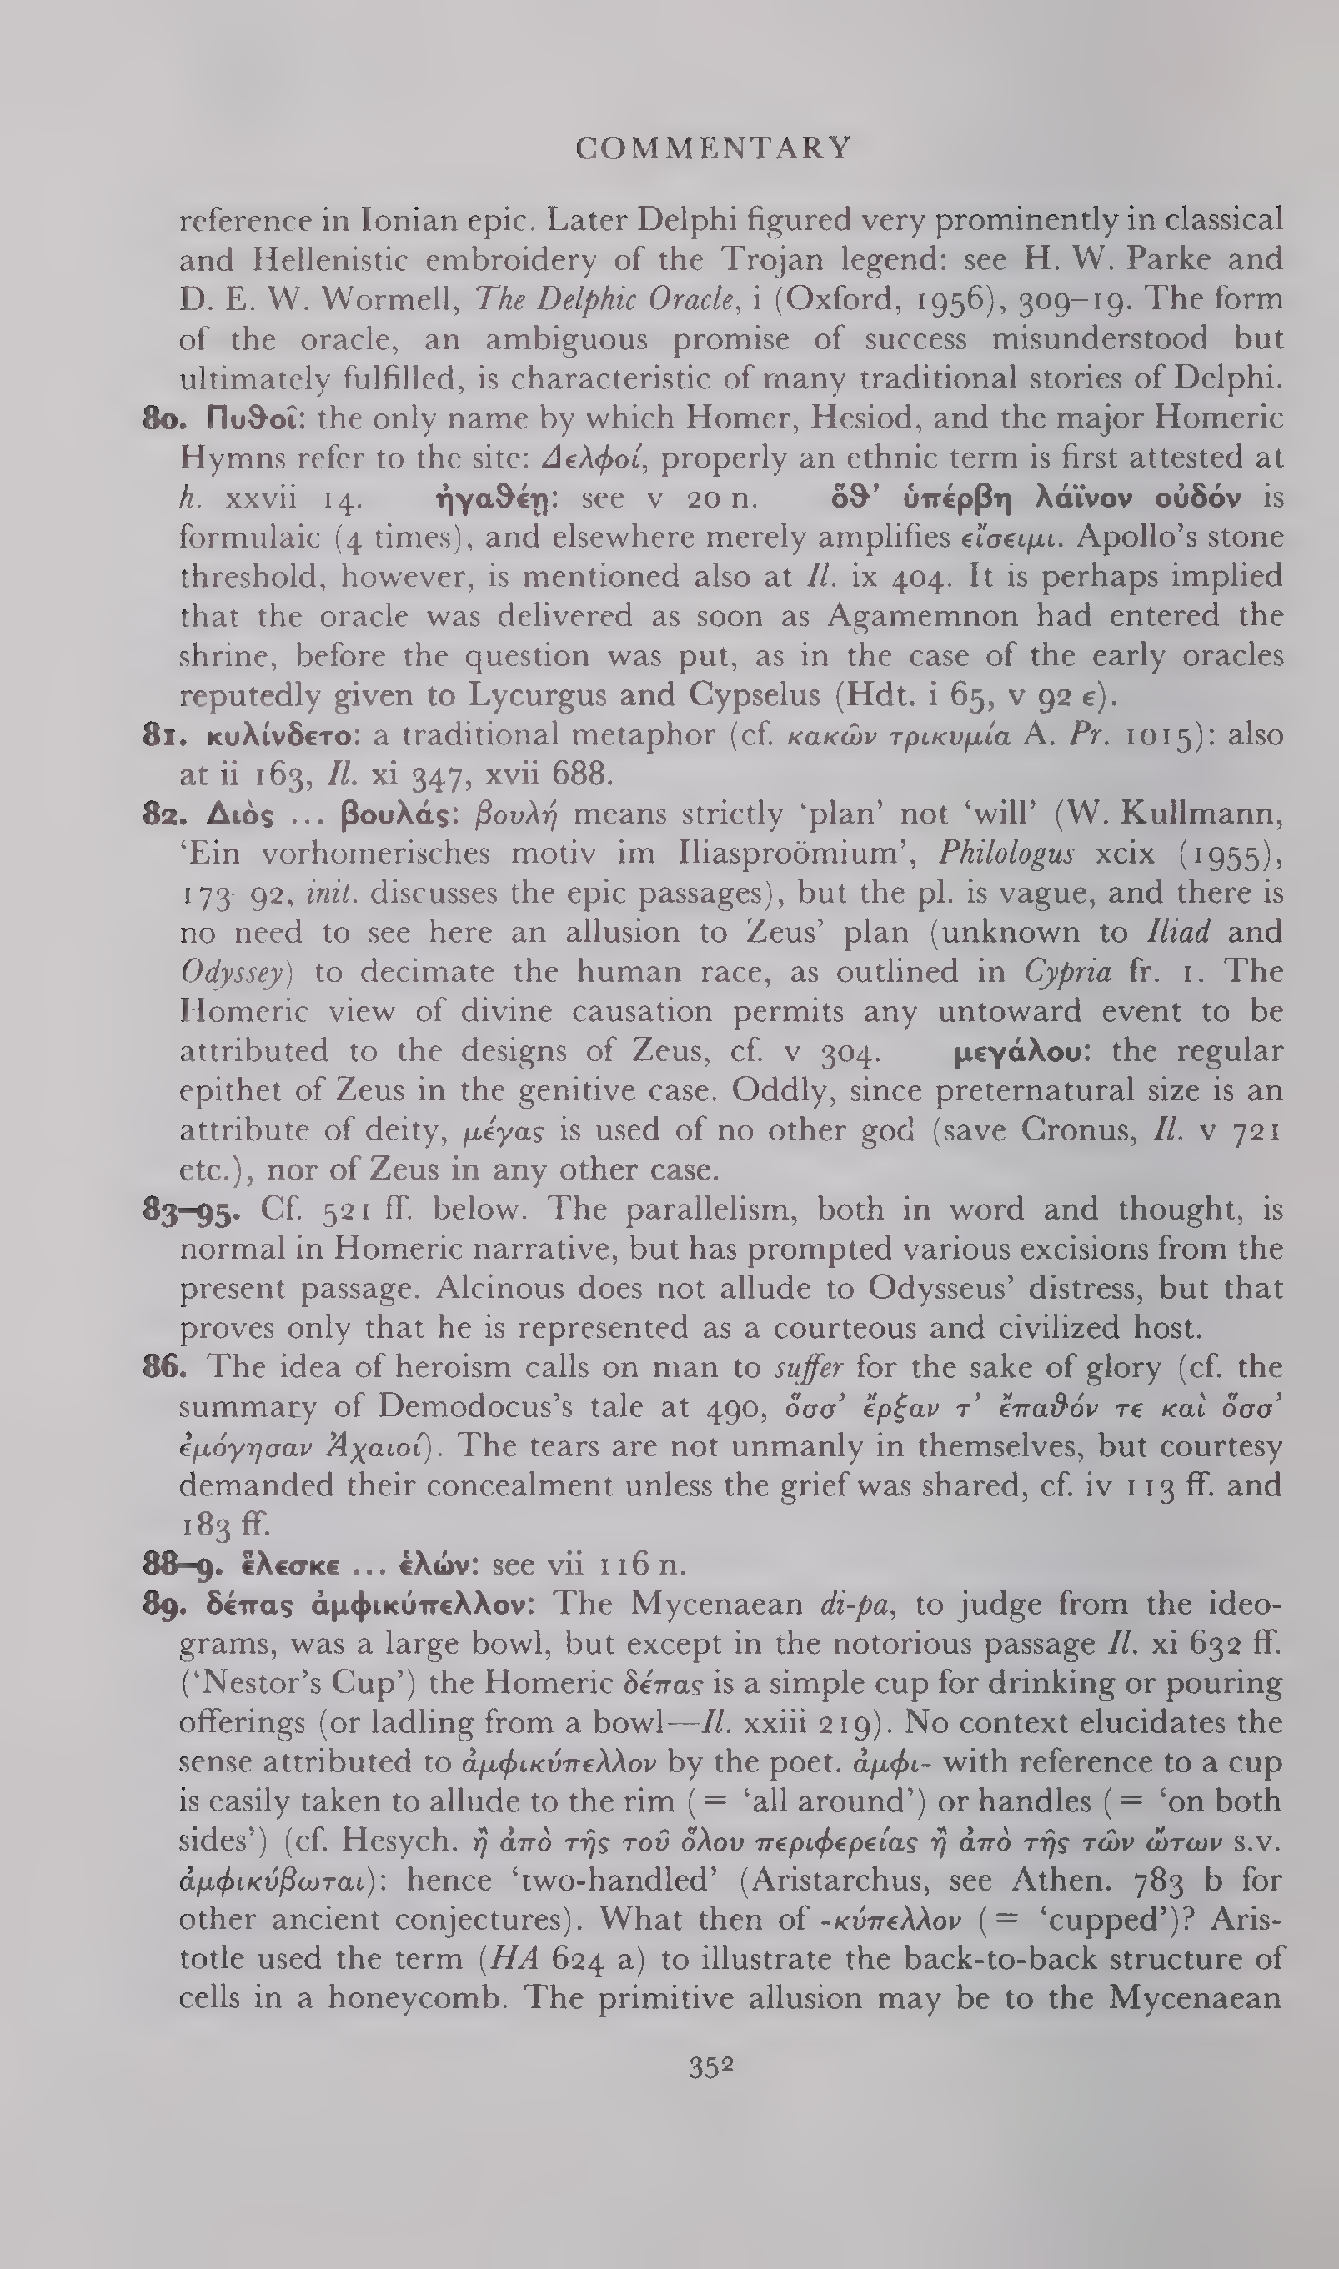 COMMENTARY
reference in Ionian epic. Later Delphi figured very prominently in classical
and Hellenistic embroidery of the Trojan legend: see H. W. Parke and
D. E. W. Wormell, The Delphic Oracle, i (Oxford, 1956), 309–19. The form
of the oracle, an ambiguous promise of success misunderstood but
ultimately fulfilled, is characteristic of many traditional stories of Delphi.
80. Πυϑοῖ: the only name by which Homer, Hesiod, and the major Homeric
Hymns refer to the site: Δελφοί, properly an ethnic term is first attested at
h. xxvii 14. ἠγαϑέῃ: see v 20 n. ὅϑ’ ὑπέρβη λάϊνον οὐδόν is
formulaic (4 times), and elsewhere merely amplifies εἴσειμι. Apollo’s stone
threshold, however, is mentioned also at Il. ix 404. It is perhaps implied
that the oracle was delivered as soon as Agamemnon had entered the
shrine, before the question was put, as in the case of the early oracles
reputedly given to Lycurgus and Cypselus (Hdt. i 65, v 92 ε).
81. κυλίνδετο: a traditional metaphor (cf. κακῶν τρικυμία A. Pr. 1015): also
at ii 163, Il. xi 347, xvii 688.
82. Διὸς ... βουλάς: βουλή means strictly ‘plan’ not ‘will’ (W. Kullmann,
‘Ein vorhomerisches motiv im Iliasproömium’, Philologus xcix (1955),
173–92, init. discusses the epic passages), but the pl. is vague, and there is
no need to see here an allusion to Zeus’ plan (unknown to Iliad and
Odyssey) to decimate the human race, as outlined in Cypria fr. 1. The
Homeric view of divine causation permits any untoward event to be
attributed to the designs of Zeus, cf. v 304. μεγάλου: the regular
epithet of Zeus in the genitive case. Oddly, since preternatural size is an
attribute of deity, μέγας is used of no other god (save Cronus, Il. v 721
etc.), nor of Zeus in any other case.
83–95. Cf. 521 ff. below. The parallelism, both in word and thought, is
normal in Homeric narrative, but has prompted various excisions from the
present passage. Alcinous does not allude to Odysseus’ distress, but that
proves only that he is represented as a courteous and civilized host.
86. The idea of heroism calls on man to suffer for the sake of glory (cf. the
summary of Demodocus’s tale at 490, ὅσσ’ ἔρξαν τ’ ἔπαϑόν τε καὶ ὅσσ’
ἐμόγησαν Ἀχαιοί). The tears are not unmanly in themselves, but courtesy
demanded their concealment unless the grief was shared, cf. iv 113 ff. and
183 ff.
88–9. ἕλεσκε ... ἑλών: see vii 116 n.
89. δέπας ἀμφικύπελλον: The Mycenaean di-pa, to judge from the ideo-
grams, was a large bowl, but except in the notorious passage Il. xi 632 ff.
(‘Nestor’s Cup’) the Homeric δέπας is a simple cup for drinking or pouring
offerings (or ladling from a bowl—Il. xxiii 219). No context elucidates the
sense attributed to ἀμφικύπελλον by the poet. ἀμφι- with reference to a cup
is easily taken to allude to the rim (= ‘all around’) or handles (= ‘on both
sides’) (cf. Hesych. ἢ ἀπὸ τῆς τοῦ ὅλου περιφερείας ἢ ἀπὸ τῆς τῶν ὤτων s.v.
ἀμφικύβωται): hence ‘two-handled’ (Aristarchus, see Athen. 783 b for
other ancient conjectures). What then of -κύπελλον (= ‘cupped’)? Aris-
totle used the term (HA 624 a) to illustrate the back-to-back structure of
cells in a honeycomb. The primitive allusion may be to the Mycenaean
352